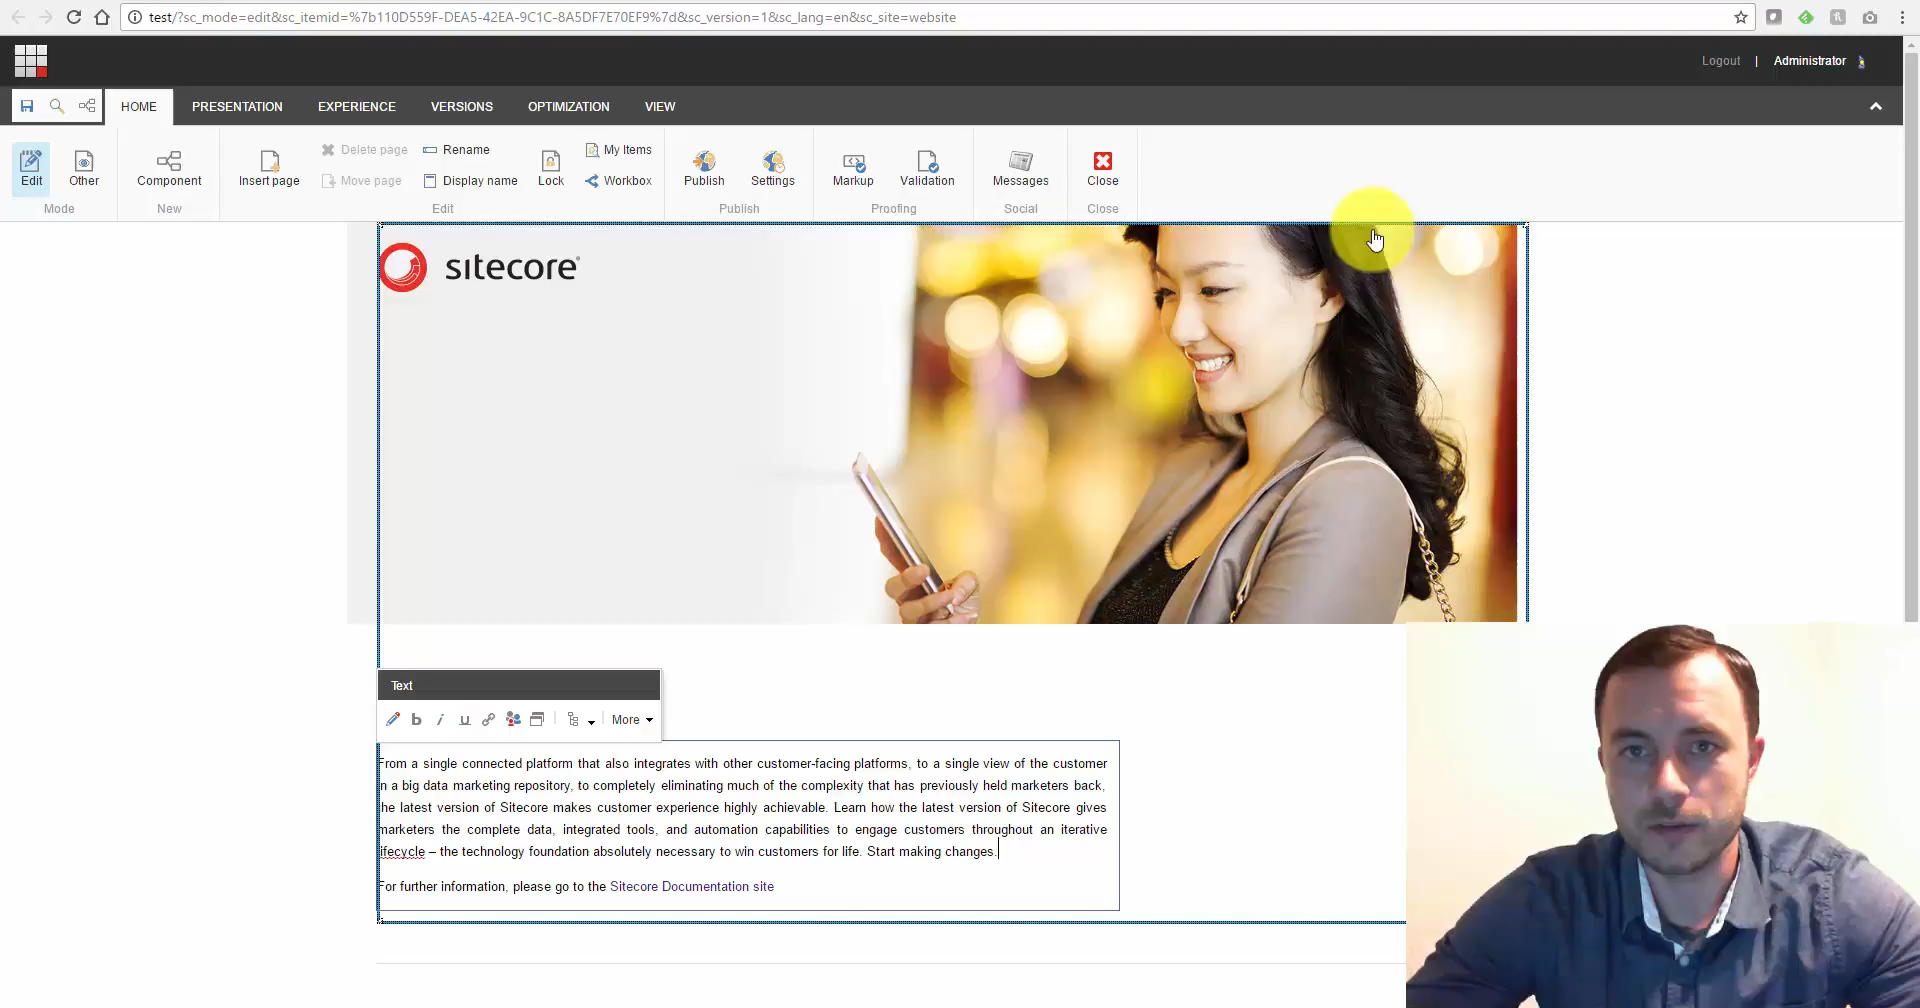 test/?sc_mode=edit&sc_itemid=%7b110D559F-DEA5-42EA-9C1C-8A5DF7E70EF9%7d&sc_version=1&sc_lang=en&sc_site=website
Logout | Administrator
HOME PRESENTATION EXPERIENCE VERSIONS OPTIMIZATION VIEW
Delete page Rename My Items
Edit Other Component Insert page Move page Display name Lock Workbox Publish Settings Markup Validation Messages Close
Mode New Edit Publish Proofing Social Close
sitecore
Text
b i u More
From a single connected platform that also integrates with other customer-facing platforms, to a single view of the customer
in a big data marketing repository, to completely eliminating much of the complexity that has previously held marketers back,
the latest version of Sitecore makes customer experience highly achievable. Learn how the latest version of Sitecore gives
marketers the complete data, integrated tools, and automation capabilities to engage customers throughout an iterative
lifecycle – the technology foundation absolutely necessary to win customers for life. Start making changes.
For further information, please go to the Sitecore Documentation site